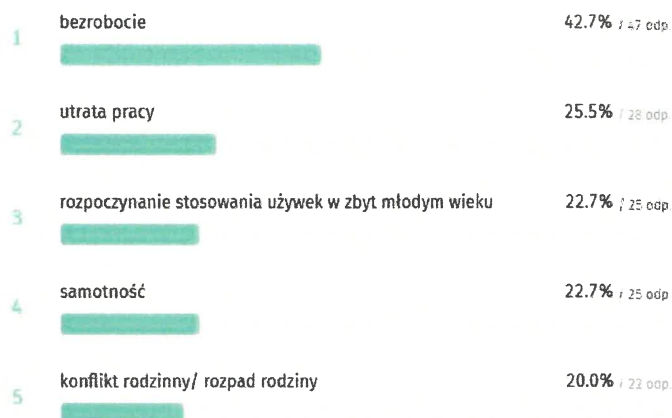 1 bezrobocie 42.7% / 47 odp.
2 utrata pracy 25.5% / 28 odp.
3 rozpoczynanie stosowania używek w zbyt młodym wieku 22.7% / 25 odp.
4 samotność 22.7% / 25 odp.
5 konflikt rodzinny/ rozpad rodziny 20.0% / 22 odp.